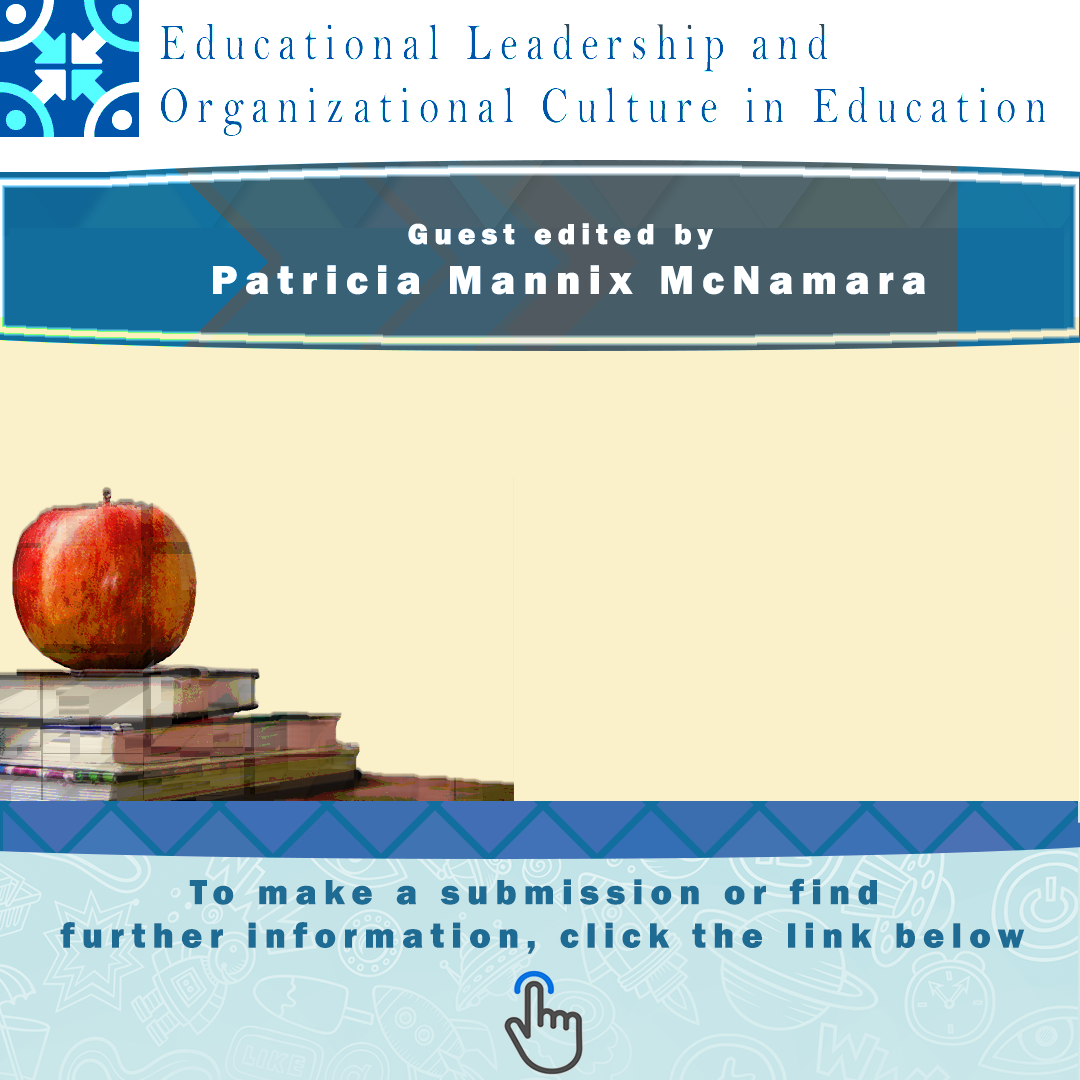 Educational Leadership and
Organizational Culture in Education
Guest edited by
Patricia Mannix McNamara
To make a submission or find
further information, click the link below
LIKE